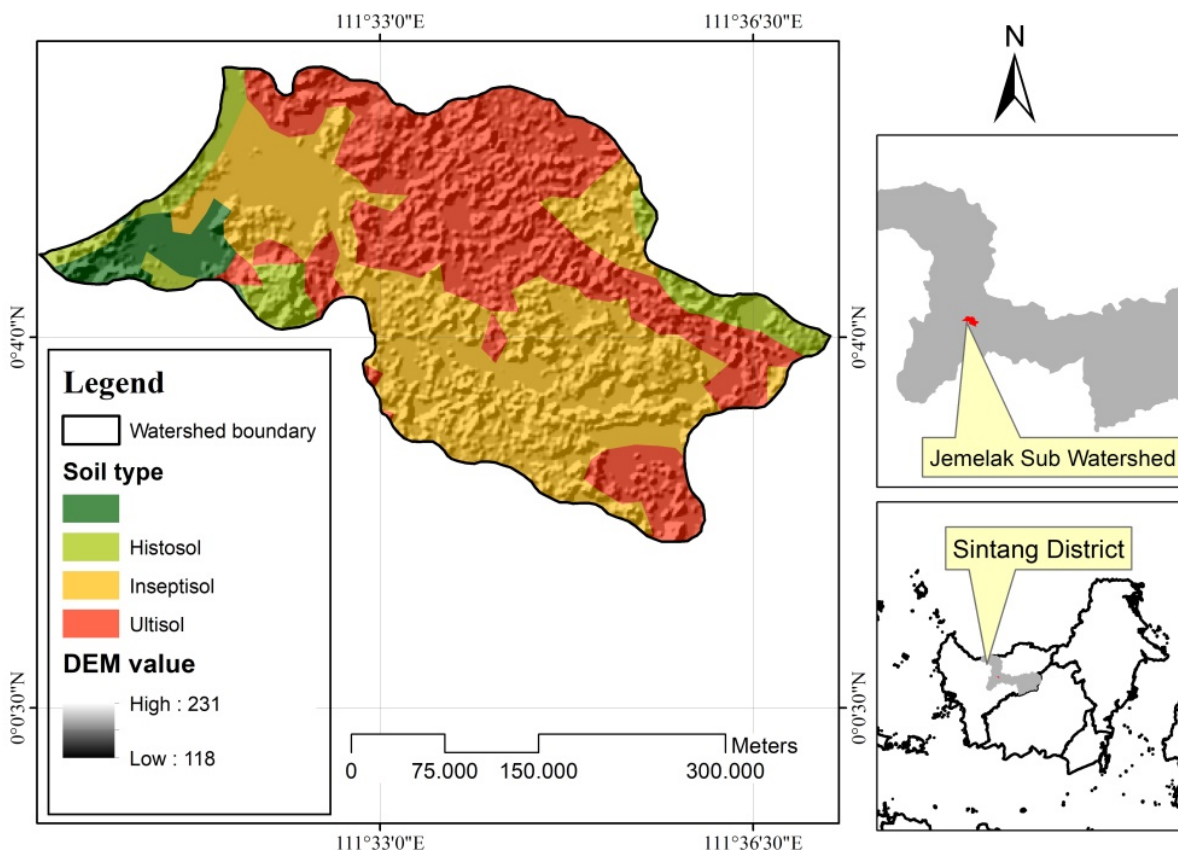 111°33'0"E
111°36'30"E
N
0°4'0"N
0°4'0"N
Legend
Watershed boundary
Soil type
Histosol
Inseptisol
Ultisol
DEM value
High : 231
Low : 118
0°0'30"N
0°0'30"N
Meters
0 75.000 150.000 300.000
111°33'0"E
111°36'30"E
Jemelak Sub Watershed
Sintang District